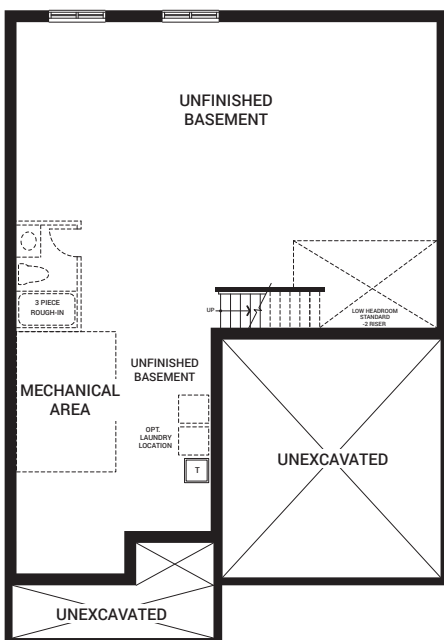 UNFINISHED
BASEMENT
3 PIECE
ROUGH-IN
UP
LOW HEADROOM
STANDARD
-2 RISER
UNFINISHED
BASEMENT
MECHANICAL
AREA
OPT.
LAUNDRY
LOCATION
T
UNEXCAVATED
UNEXCAVATED